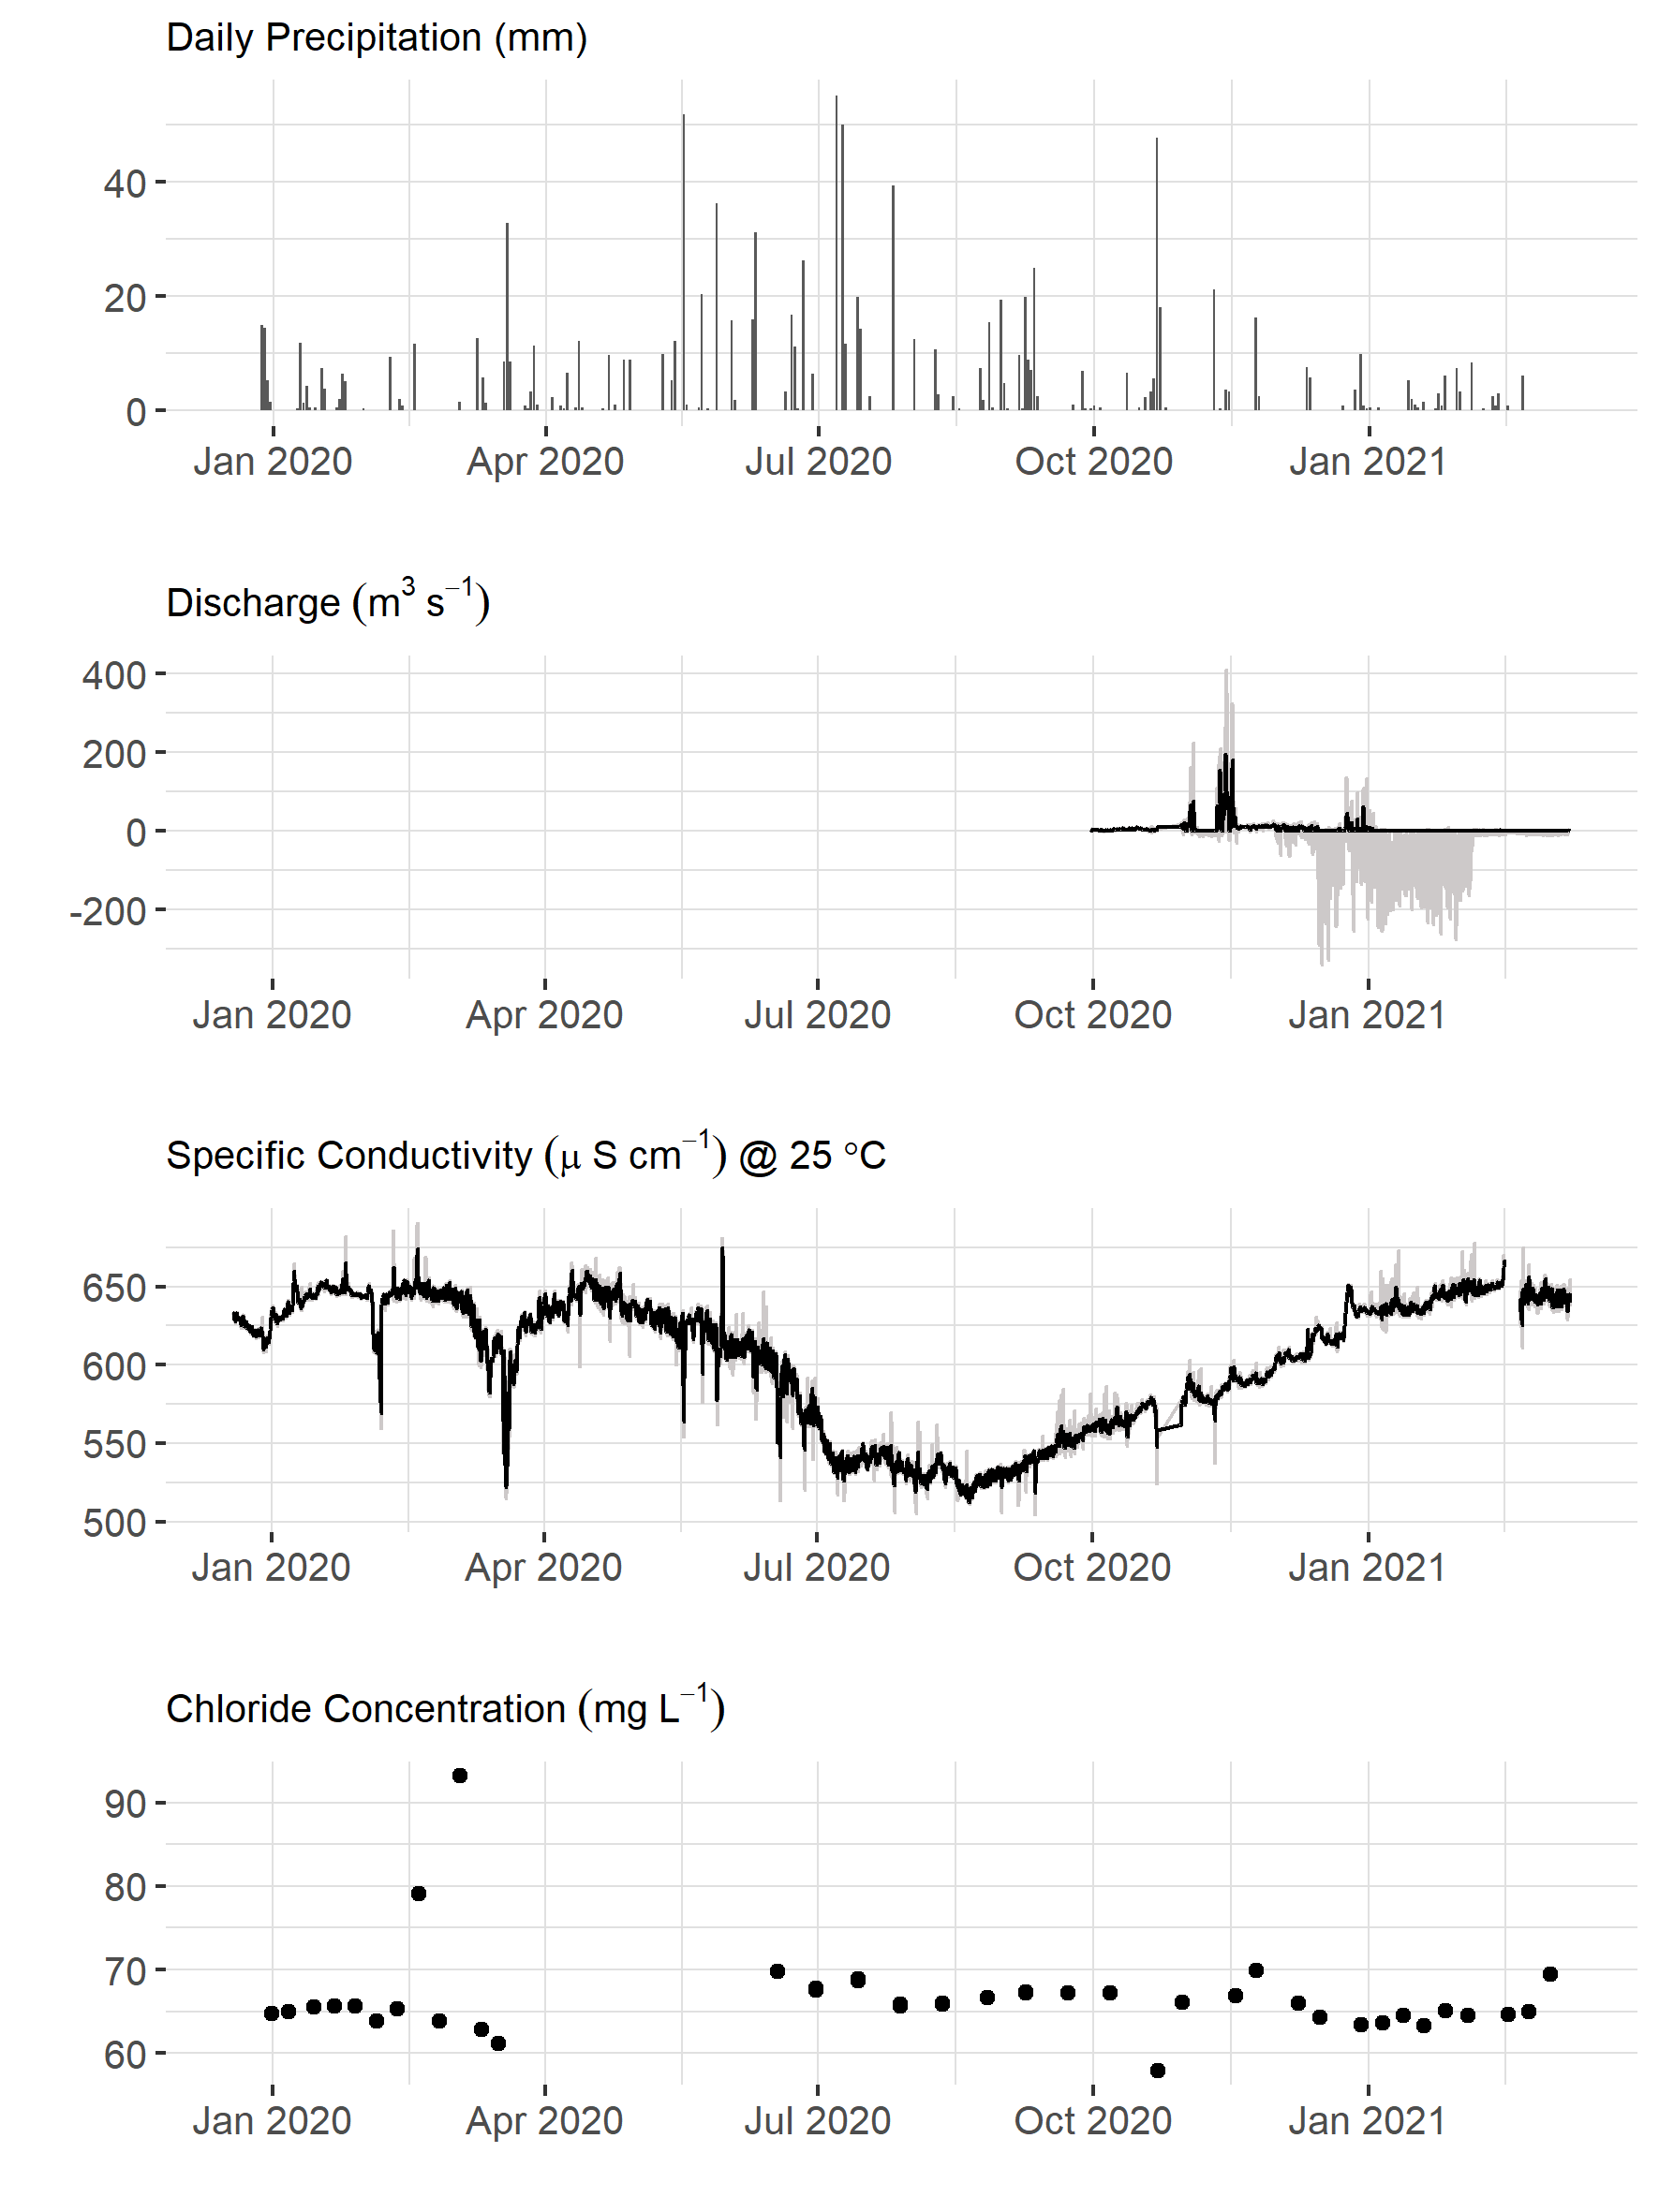 Daily Precipitation (mm)
40
20
0
Jan 2020 Apr 2020 Jul 2020 Oct 2020 Jan 2021
Discharge (m³ s⁻¹)
400
200
0
-200
Jan 2020 Apr 2020 Jul 2020 Oct 2020 Jan 2021
Specific Conductivity (μ S cm⁻¹) @ 25 °C
650
600
550
500
Jan 2020 Apr 2020 Jul 2020 Oct 2020 Jan 2021
Chloride Concentration (mg L⁻¹)
90
80
70
60
Jan 2020 Apr 2020 Jul 2020 Oct 2020 Jan 2021